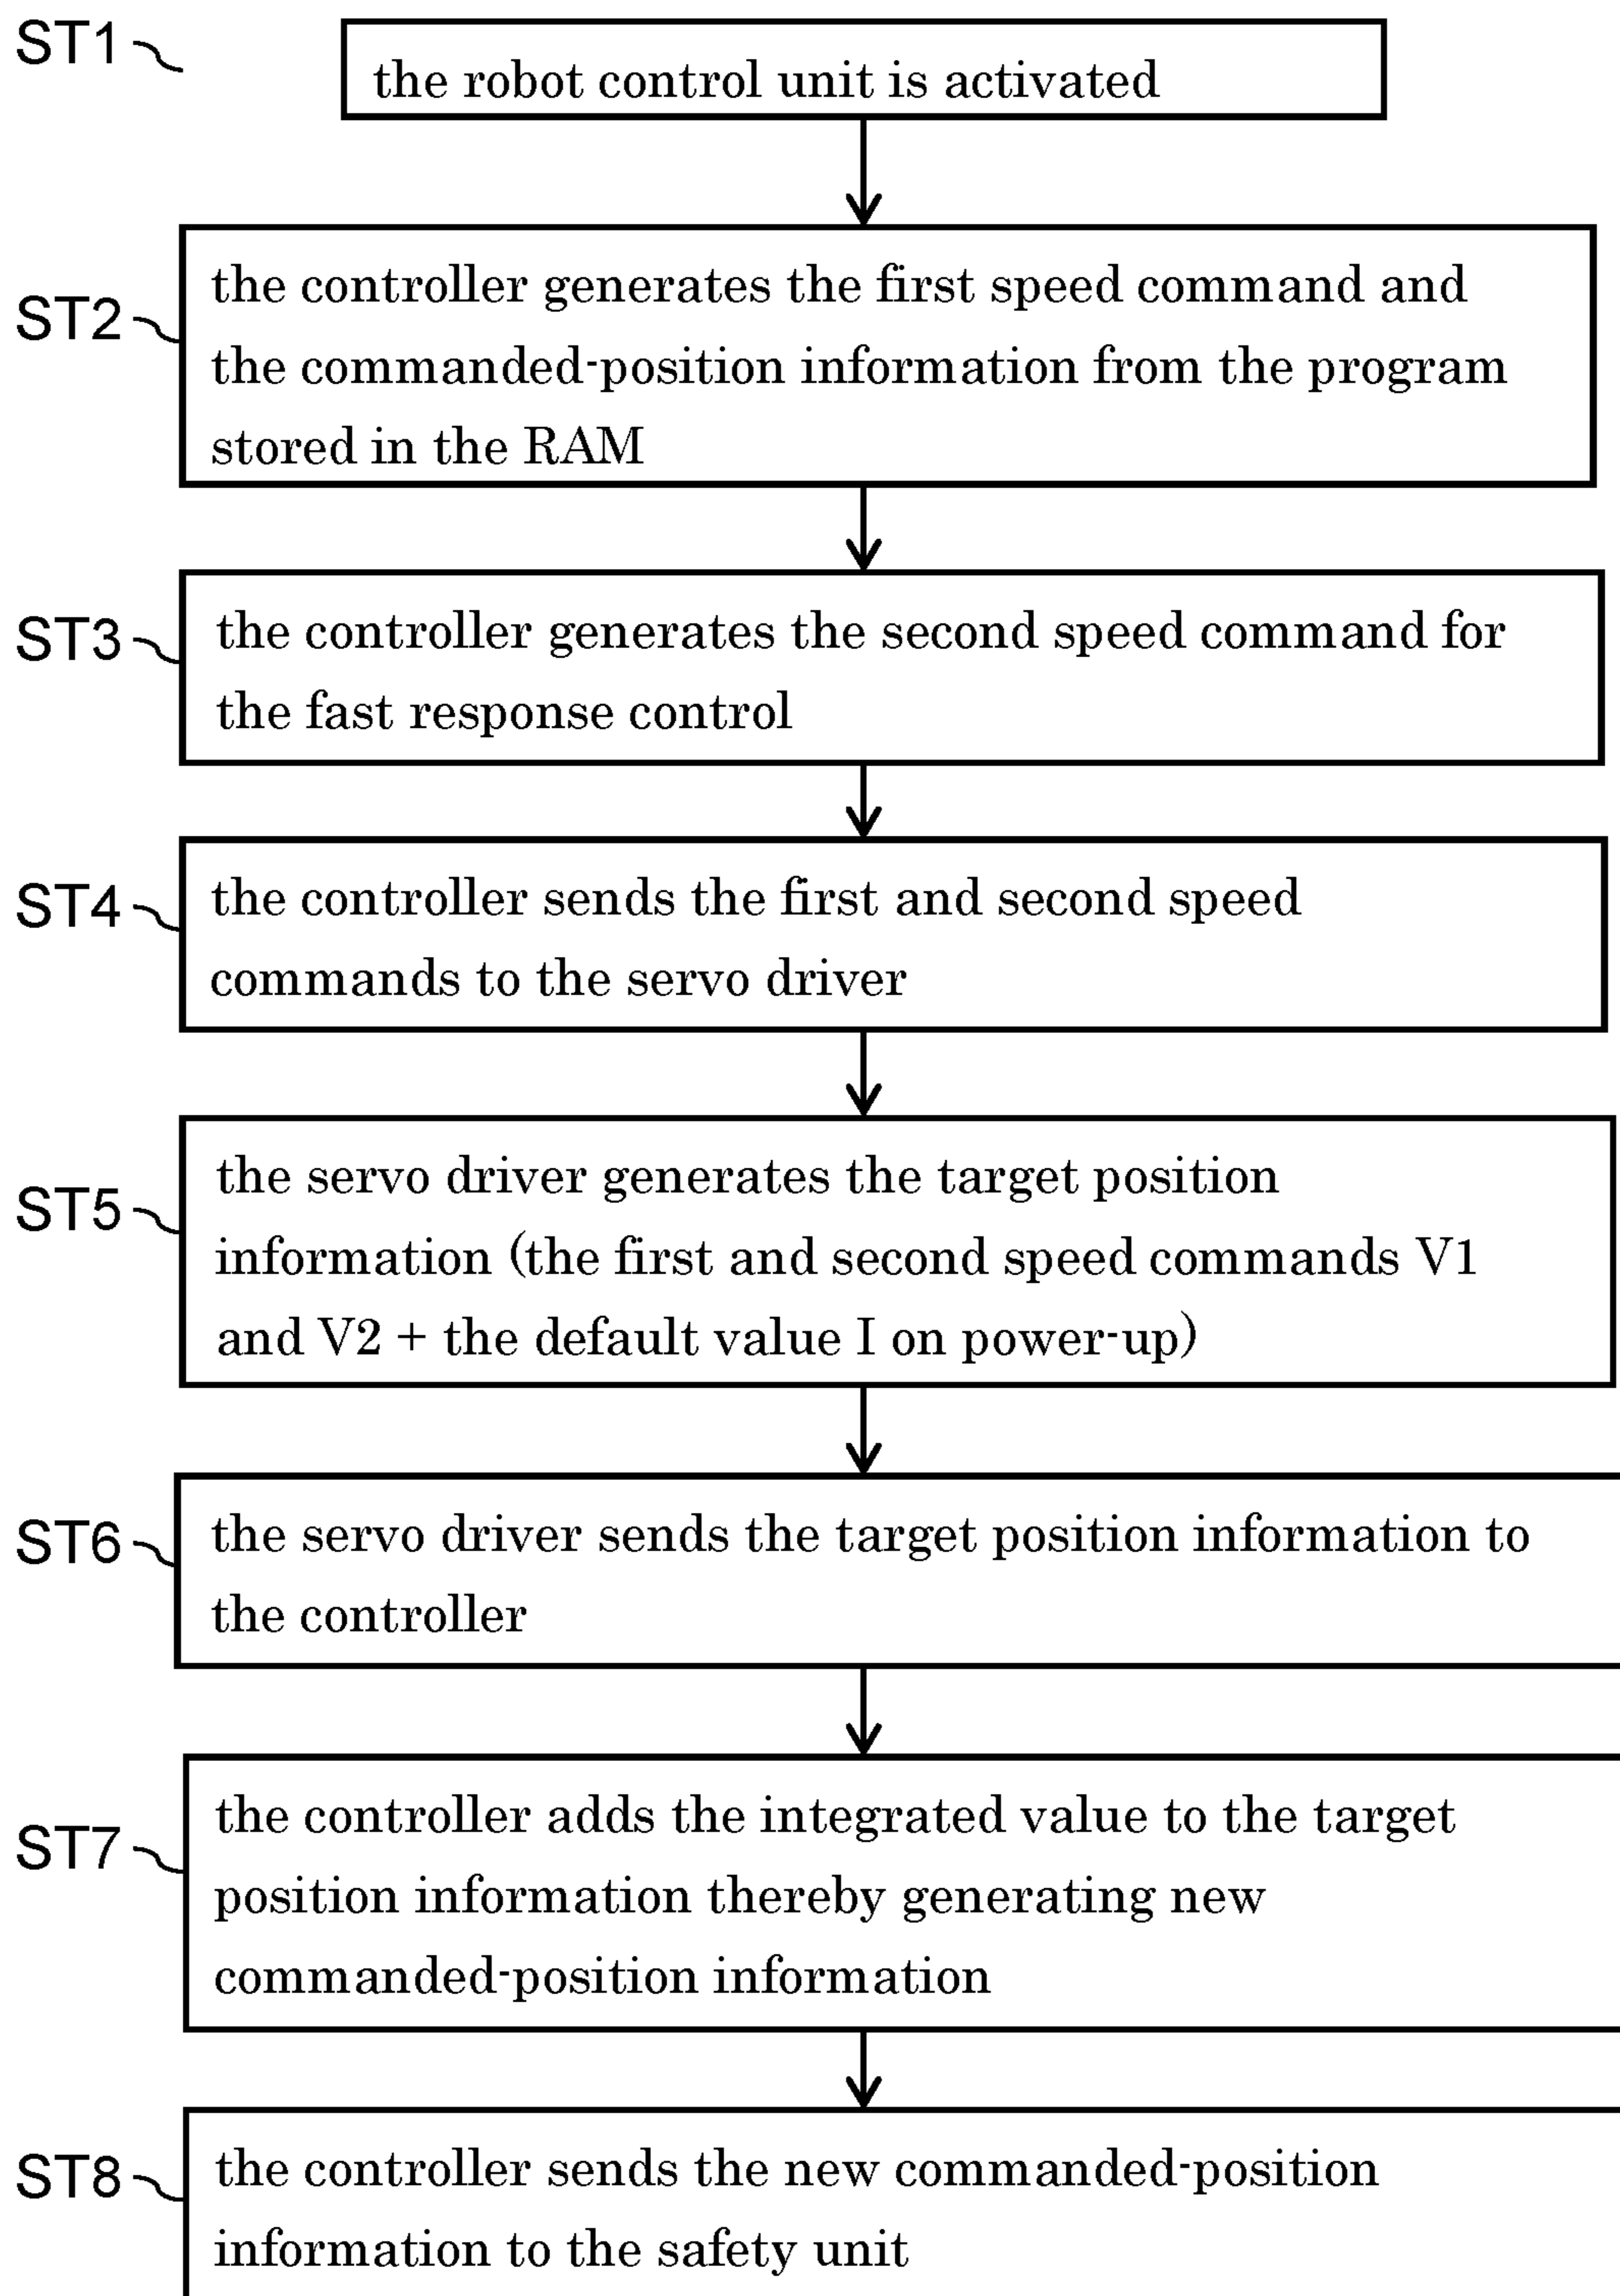 ST1
the robot control unit is activated
ST2
the controller generates the first speed command and
the commanded-position information from the program
stored in the RAM
ST3
the controller generates the second speed command for
the fast response control
ST4
the controller sends the first and second speed
commands to the servo driver
ST5
the servo driver generates the target position
information (the first and second speed commands V1
and V2 + the default value I on power-up)
ST6
the servo driver sends the target position information to
the controller
ST7
the controller adds the integrated value to the target
position information thereby generating new
commanded-position information
ST8
the controller sends the new commanded-position
information to the safety unit